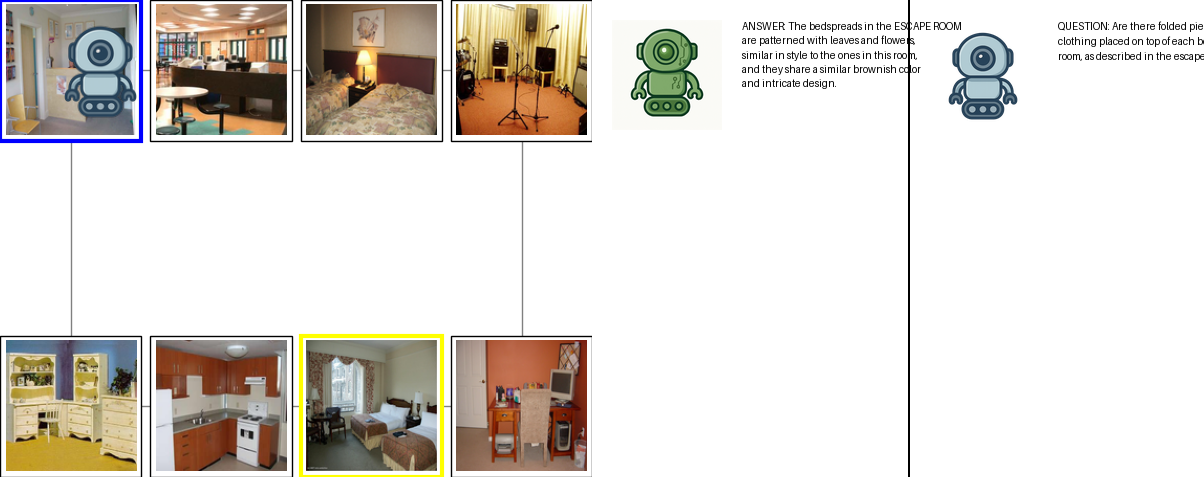 ANSWER: The bedspreads in the ESCAPE ROOM
are patterned with leaves and flowers,
similar in style to the ones in this room,
and they share a similar brownish color
and intricate design.
QUESTION: Are there folded pie
clothing placed on top of each b
room, as described in the escape